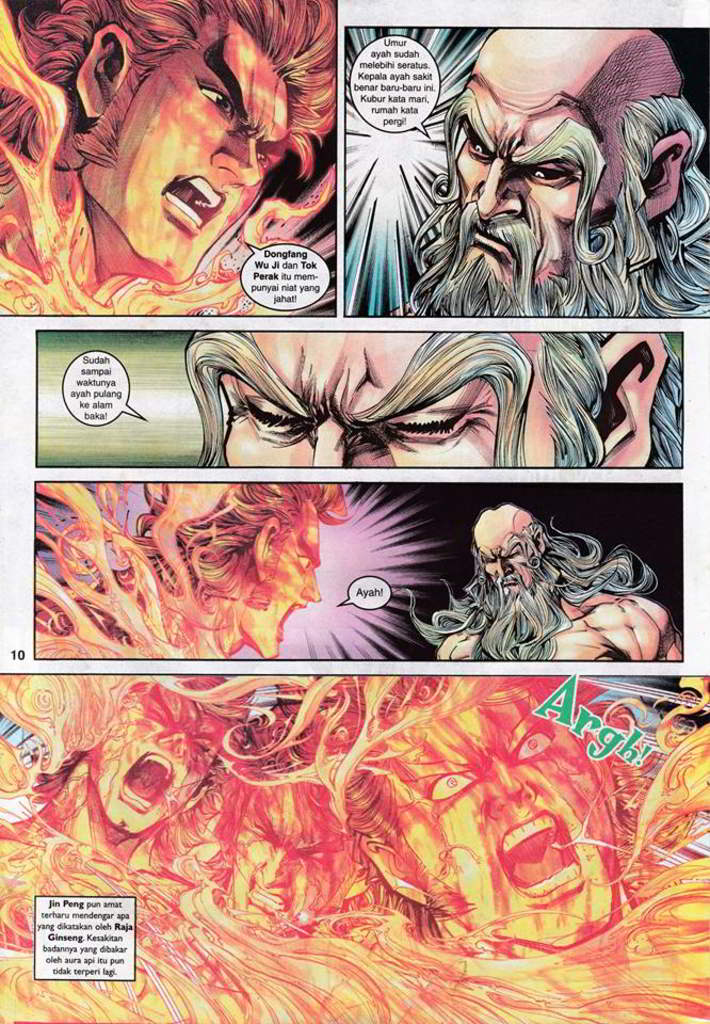 Dongfang
Wu Ji dan Tok
Perak itu mem-
punyai niat yang
jahat!
Umur
ayah sudah
melebihi seratus.
Kepala ayah sakit
benar baru-baru ini.
Kubur kata mari,
rumah kata
pergi!
Sudah
sampai
waktunya
ayah pulang
ke alam
baka!
Ayah!
10
Argh!
Jin Peng pun amat
terharu mendengar apa
yang dikatakan oleh Raja
Ginseng. Kesakitan
badannya yang dibakar
oleh aura api itu pun
tidak terperi lagi.